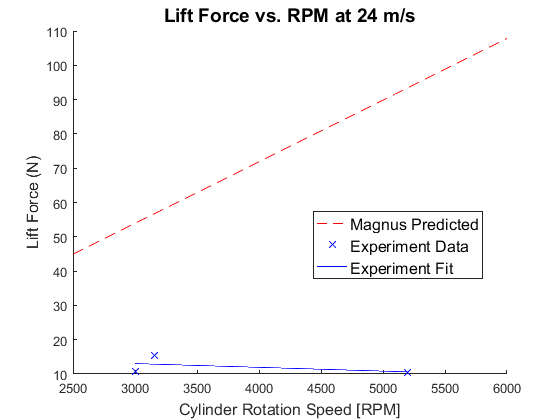 Lift Force vs. RPM at 24 m/s
110
100
90
80
70
60
50
40
30
20
10
Lift Force (N)
Magnus Predicted
Experiment Data
Experiment Fit
2500 3000 3500 4000 4500 5000 5500 6000
Cylinder Rotation Speed [RPM]